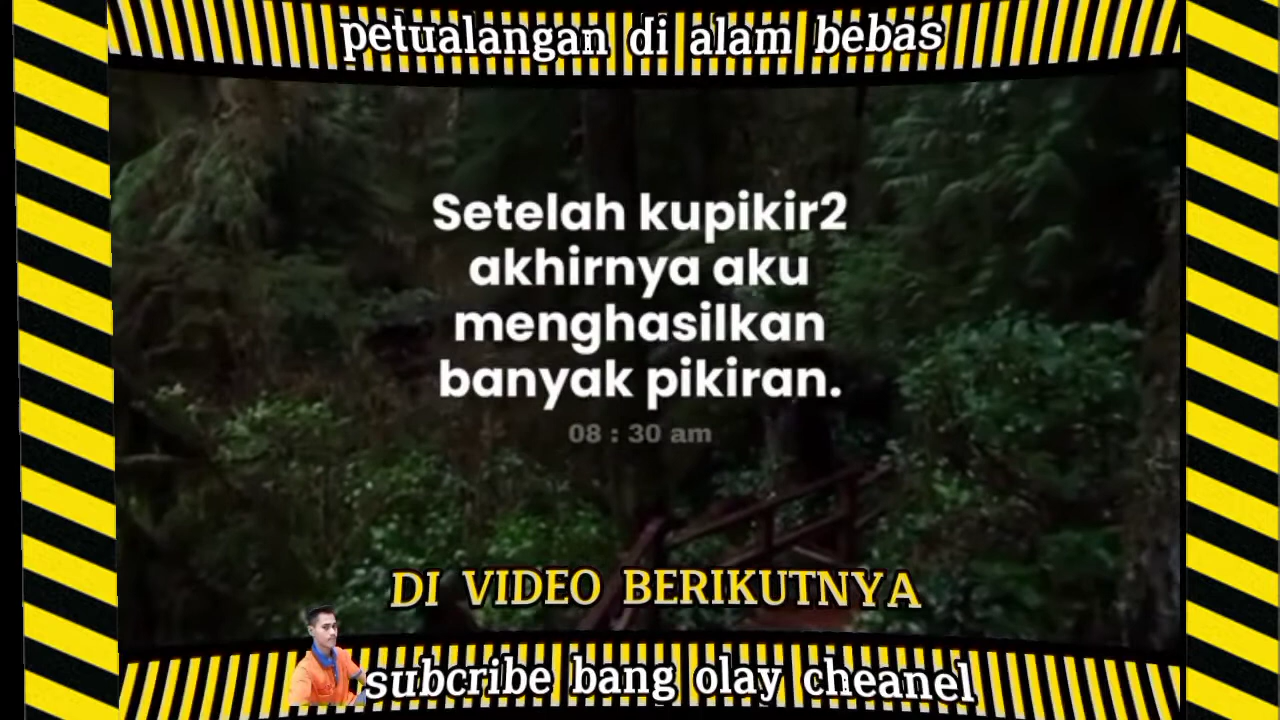 petualangan di alam bebas
Setelah kupikir2
akhirnya aku
menghasilkan
banyak pikiran.
08 : 30 am
DI VIDEO BERIKUTNYA
subcribe bang olay cheanel